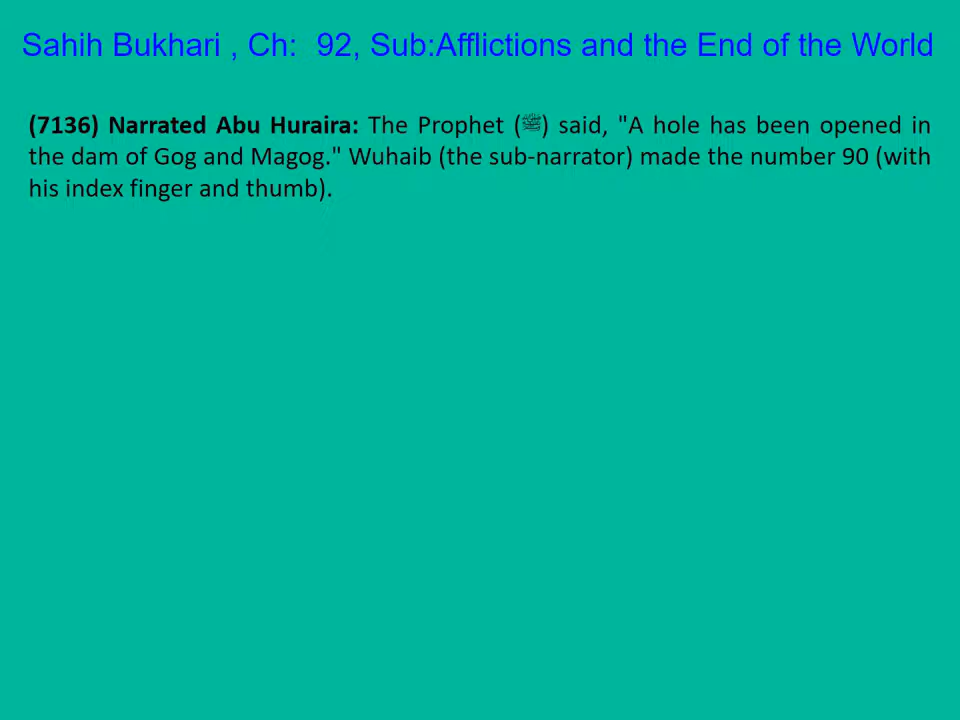 Sahih Bukhari , Ch:  92, Sub:Afflictions and the End of the World
(7136) Narrated Abu Huraira: The Prophet (ﷺ) said, "A hole has been opened in
the dam of Gog and Magog." Wuhaib (the sub-narrator) made the number 90 (with
his index finger and thumb).